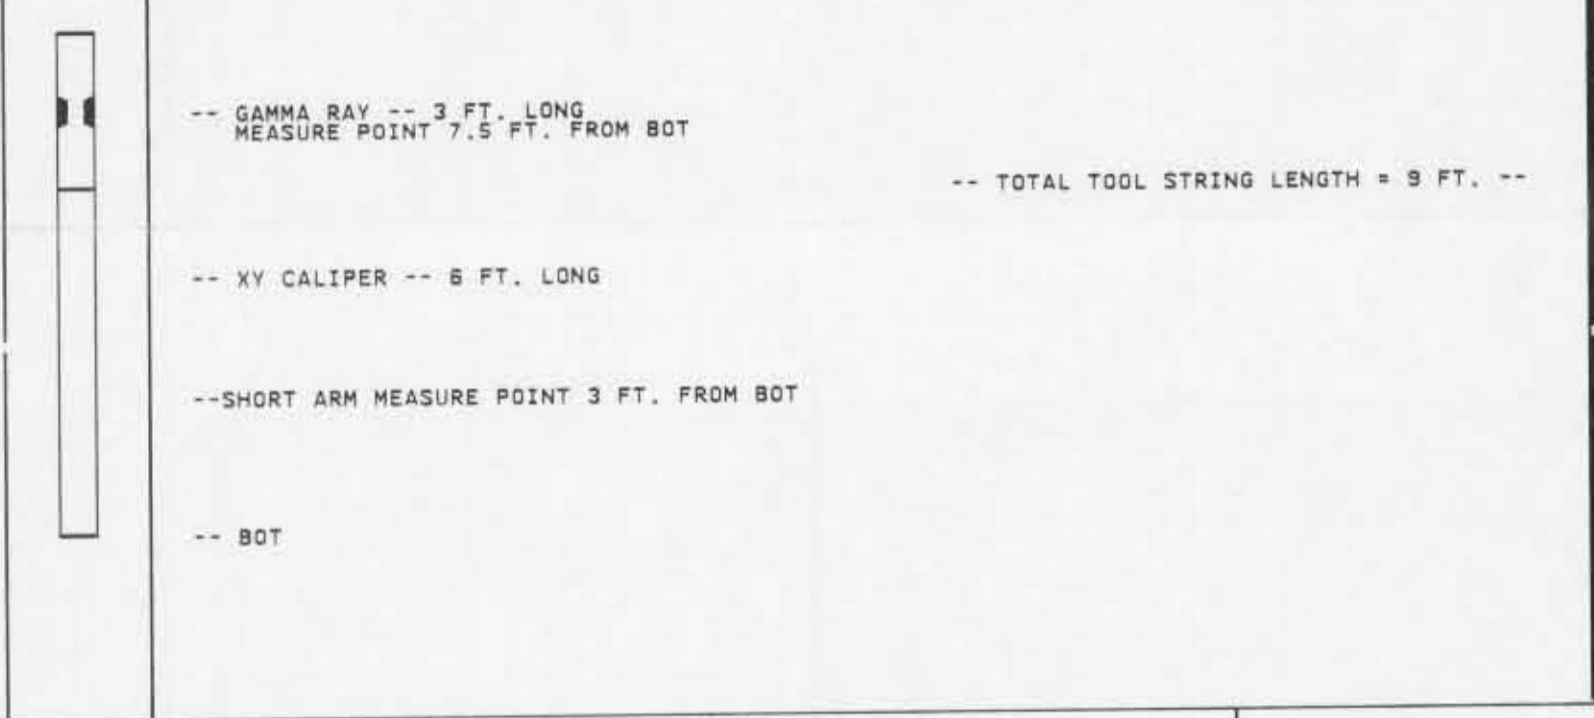 -- GAMMA RAY -- 3 FT. LONG
MEASURE POINT 7.5 FT. FROM BOT
-- TOTAL TOOL STRING LENGTH = 9 FT. --
-- XY CALIPER -- 6 FT. LONG
--SHORT ARM MEASURE POINT 3 FT. FROM BOT
-- BOT